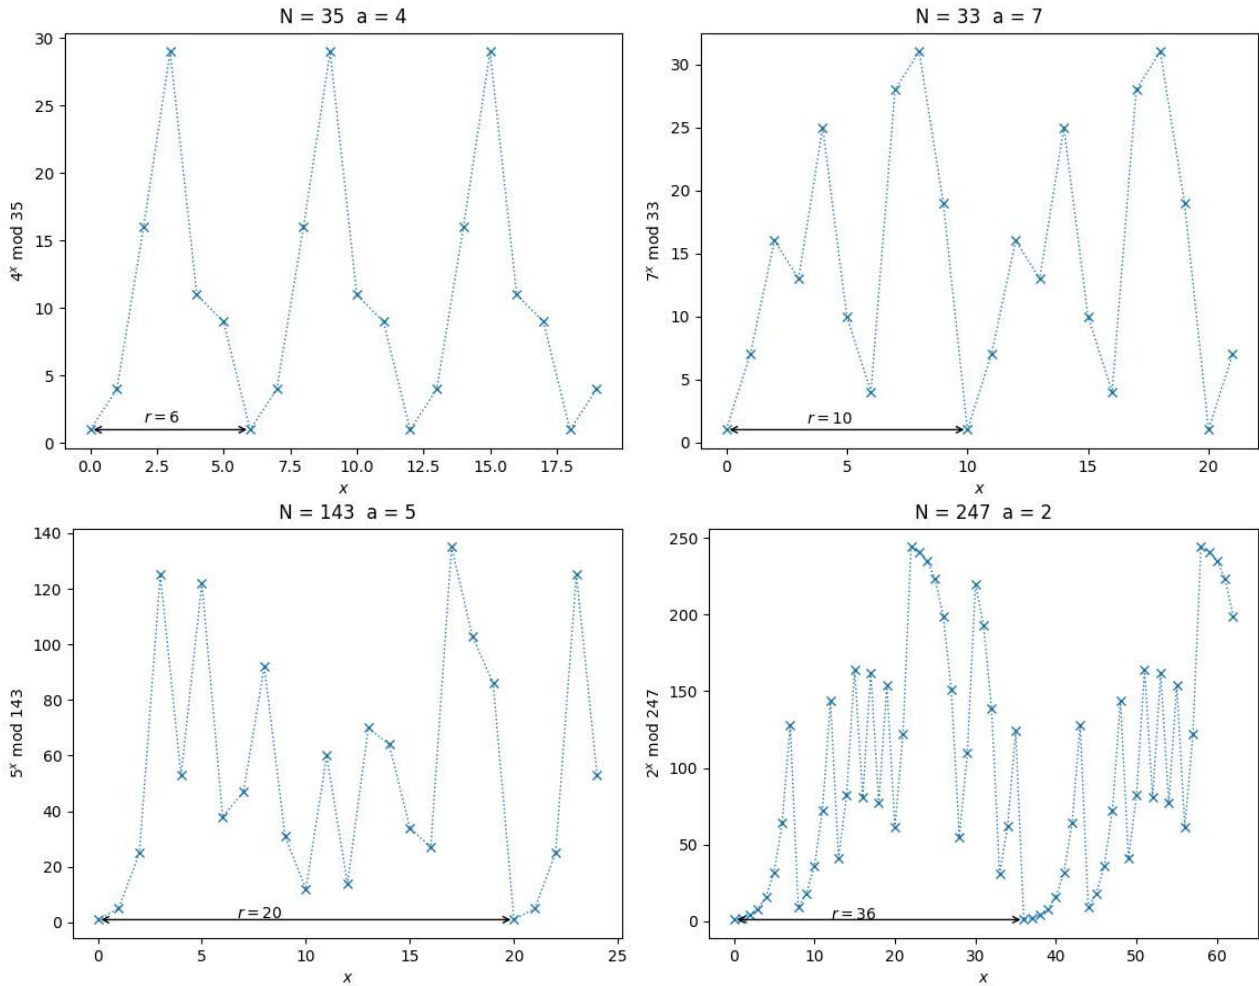 N = 35 a = 4
30
25
20
15
10
5
0
4^x mod 35
r = 6
0.0 2.5 5.0 7.5 10.0 12.5 15.0 17.5
x
N = 33 a = 7
30
25
20
15
10
5
0
7^x mod 33
r = 10
0 5 10 15 20
x
N = 143 a = 5
140
120
100
80
60
40
20
0
5^x mod 143
r = 20
0 5 10 15 20 25
x
N = 247 a = 2
250
200
150
100
50
0
2^x mod 247
r = 36
0 10 20 30 40 50 60
x